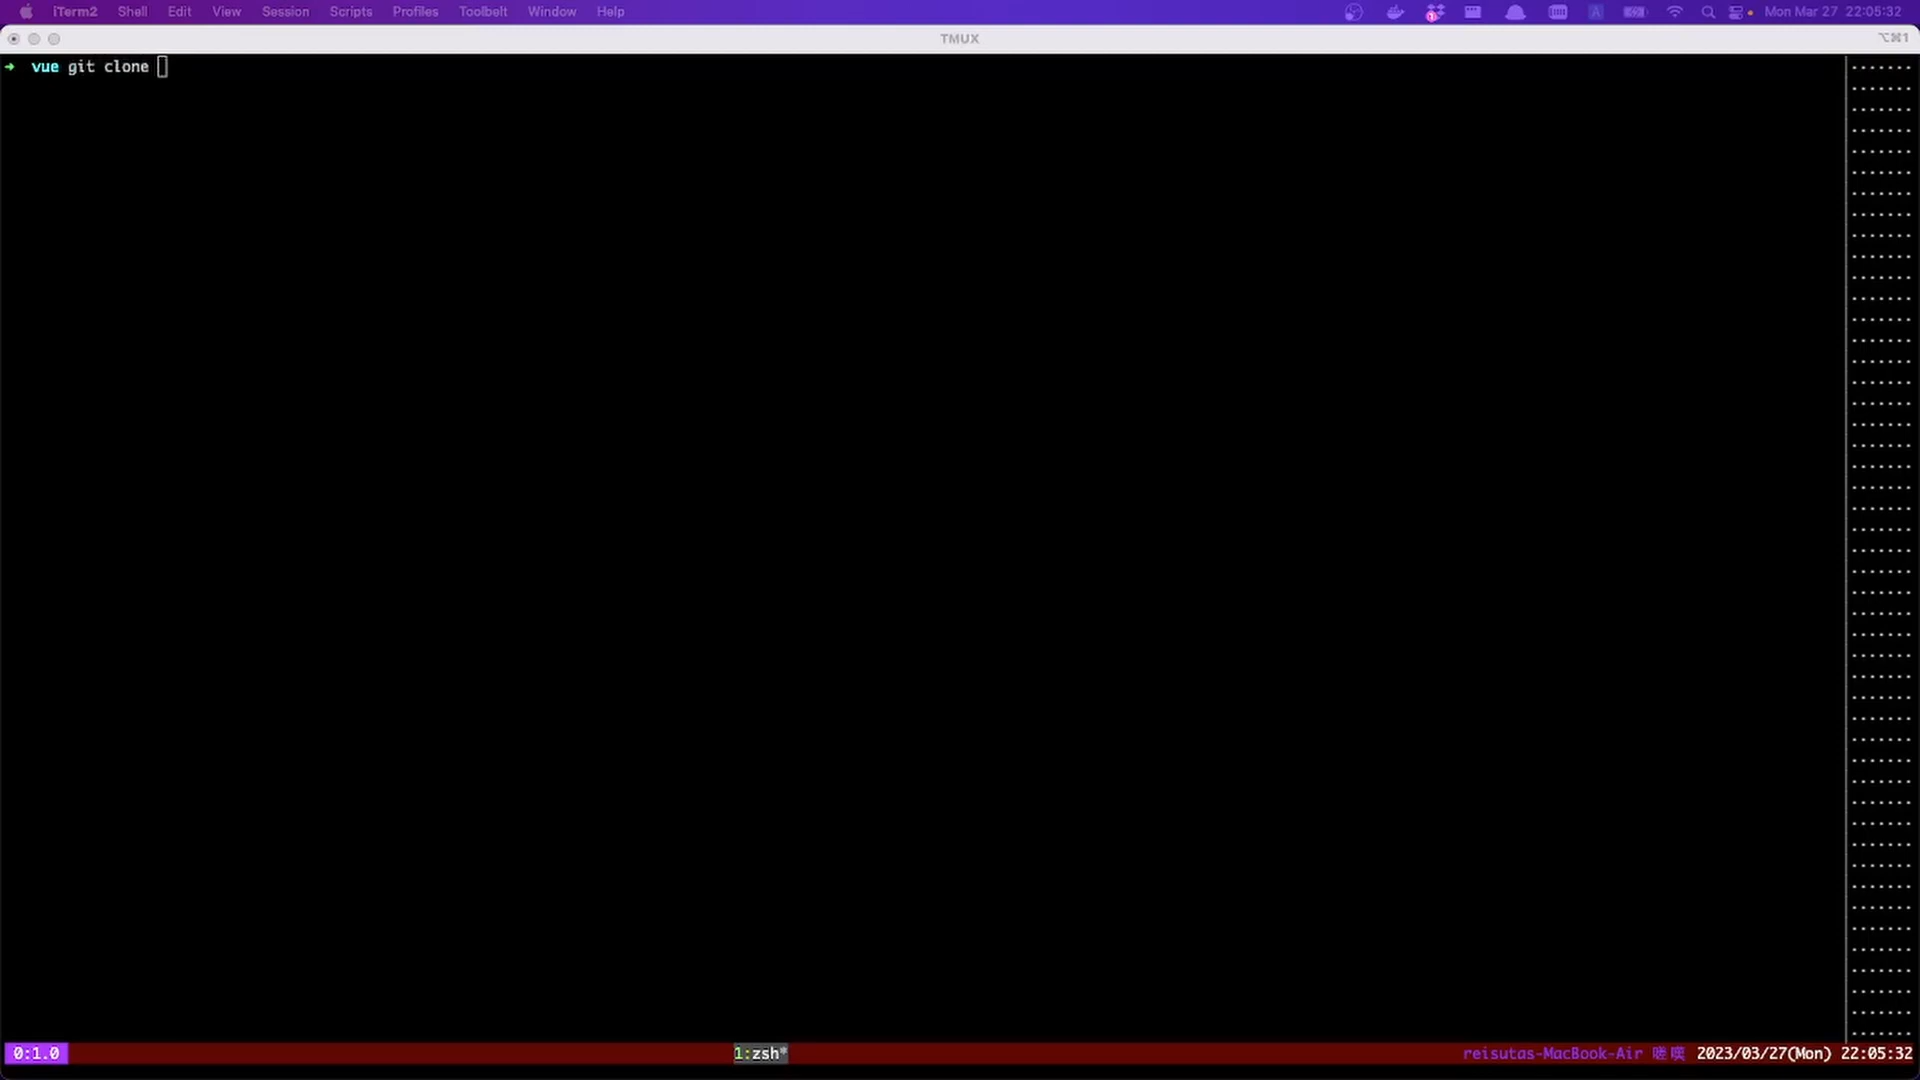 iTerm2 Shell Edit View Session Scripts Profiles Toolbelt Window Help A Mon Mar 27 22:05:32
TMUX ⌥⌘1
➜ vue git clone
0:1.0 1:zsh* reisutas-MacBook-Air 2023/03/27(Mon) 22:05:32